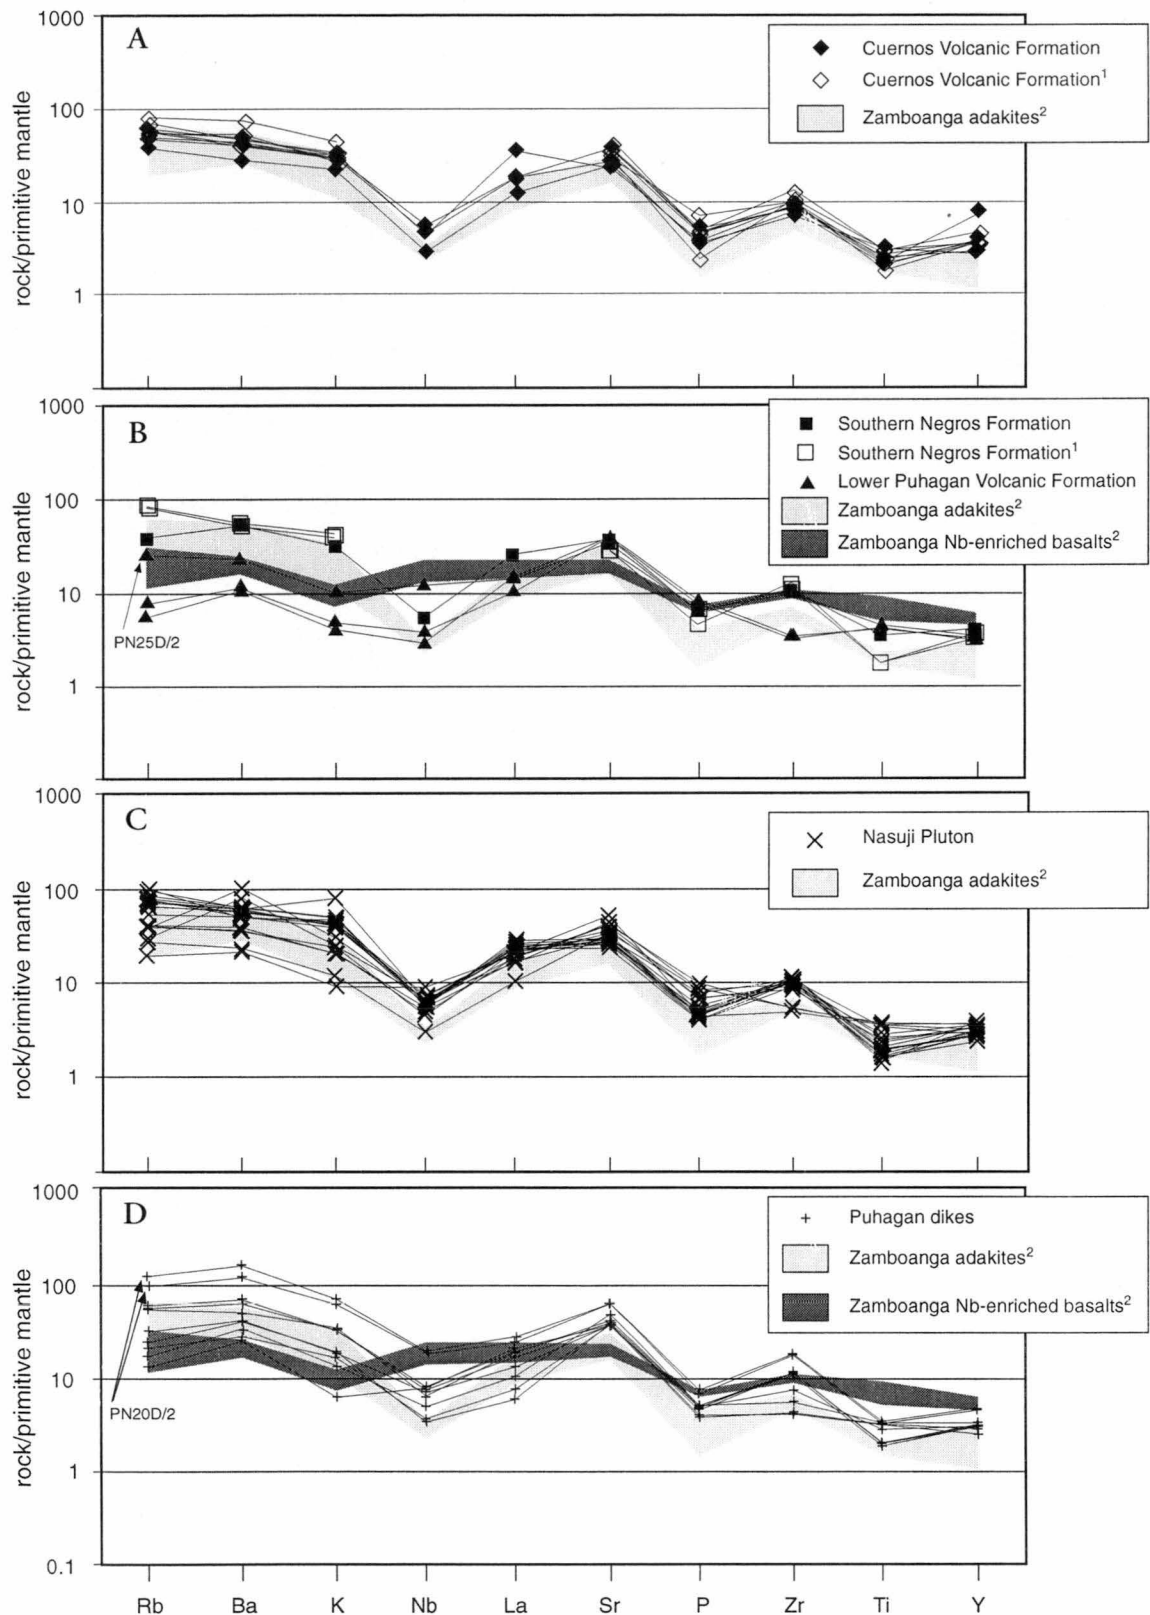 1000
100
10
1
rock/primitive mantle
A
Cuernos Volcanic Formation
Cuernos Volcanic Formation¹
Zamboanga adakites²
1000
100
10
1
rock/primitive mantle
B
PN25D/2
Southern Negros Formation
Southern Negros Formation¹
Lower Puhagan Volcanic Formation
Zamboanga adakites²
Zamboanga Nb-enriched basalts²
1000
100
10
1
rock/primitive mantle
C
Nasuji Pluton
Zamboanga adakites²
1000
100
10
1
0.1
rock/primitive mantle
D
PN20D/2
Puhagan dikes
Zamboanga adakites²
Zamboanga Nb-enriched basalts²
Rb Ba K Nb La Sr P Zr Ti Y